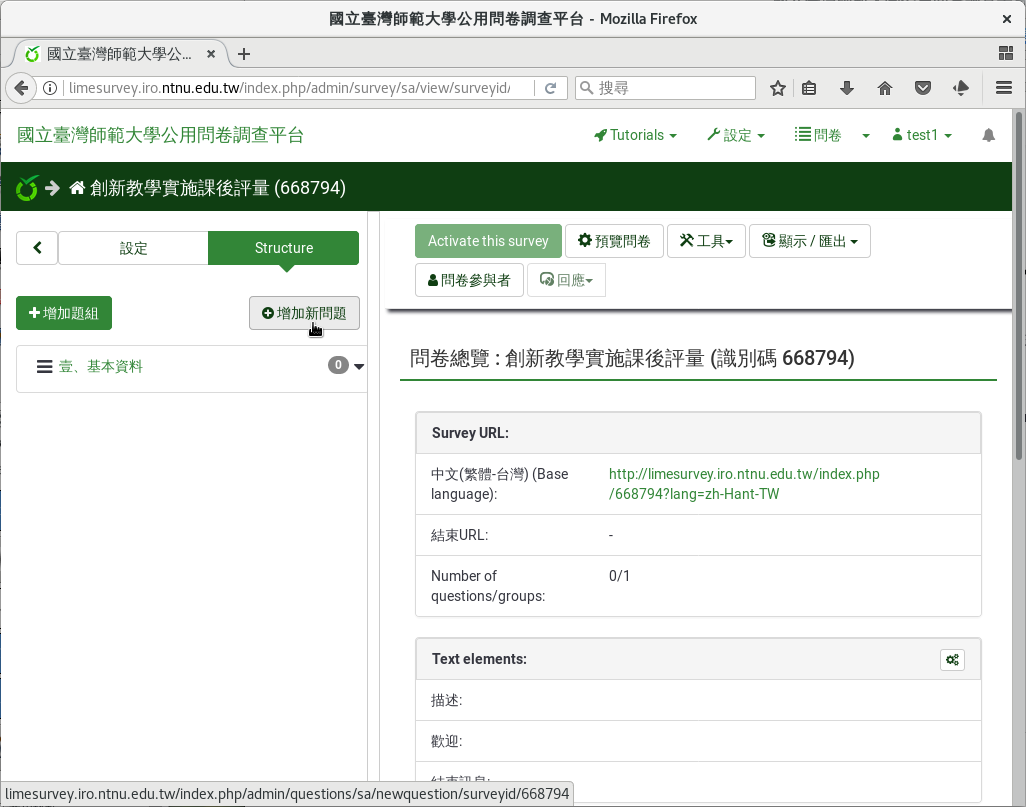 國立臺灣師範大學公用問卷調查平台 - Mozilla Firefox
國立臺灣師範大學公...
limesurvey.iro.ntnu.edu.tw/index.php/admin/survey/sa/view/surveyid/
搜尋
國立臺灣師範大學公用問卷調查平台
Tutorials
設定
問卷
test1
創新教學實施課後評量 (668794)
設定
Structure
Activate this survey
預覽問卷
工具
顯示 / 匯出
問卷參與者
回應
增加題組
增加新問題
壹、基本資料
0
問卷總覽 : 創新教學實施課後評量 (識別碼 668794)
Survey URL:
中文(繁體-台灣) (Base
language):
http://limesurvey.iro.ntnu.edu.tw/index.php
/668794?lang=zh-Hant-TW
結束URL:
-
Number of
questions/groups:
0/1
Text elements:
描述:
歡迎:
結束訊息:
limesurvey.iro.ntnu.edu.tw/index.php/admin/questions/sa/newquestion/surveyid/668794